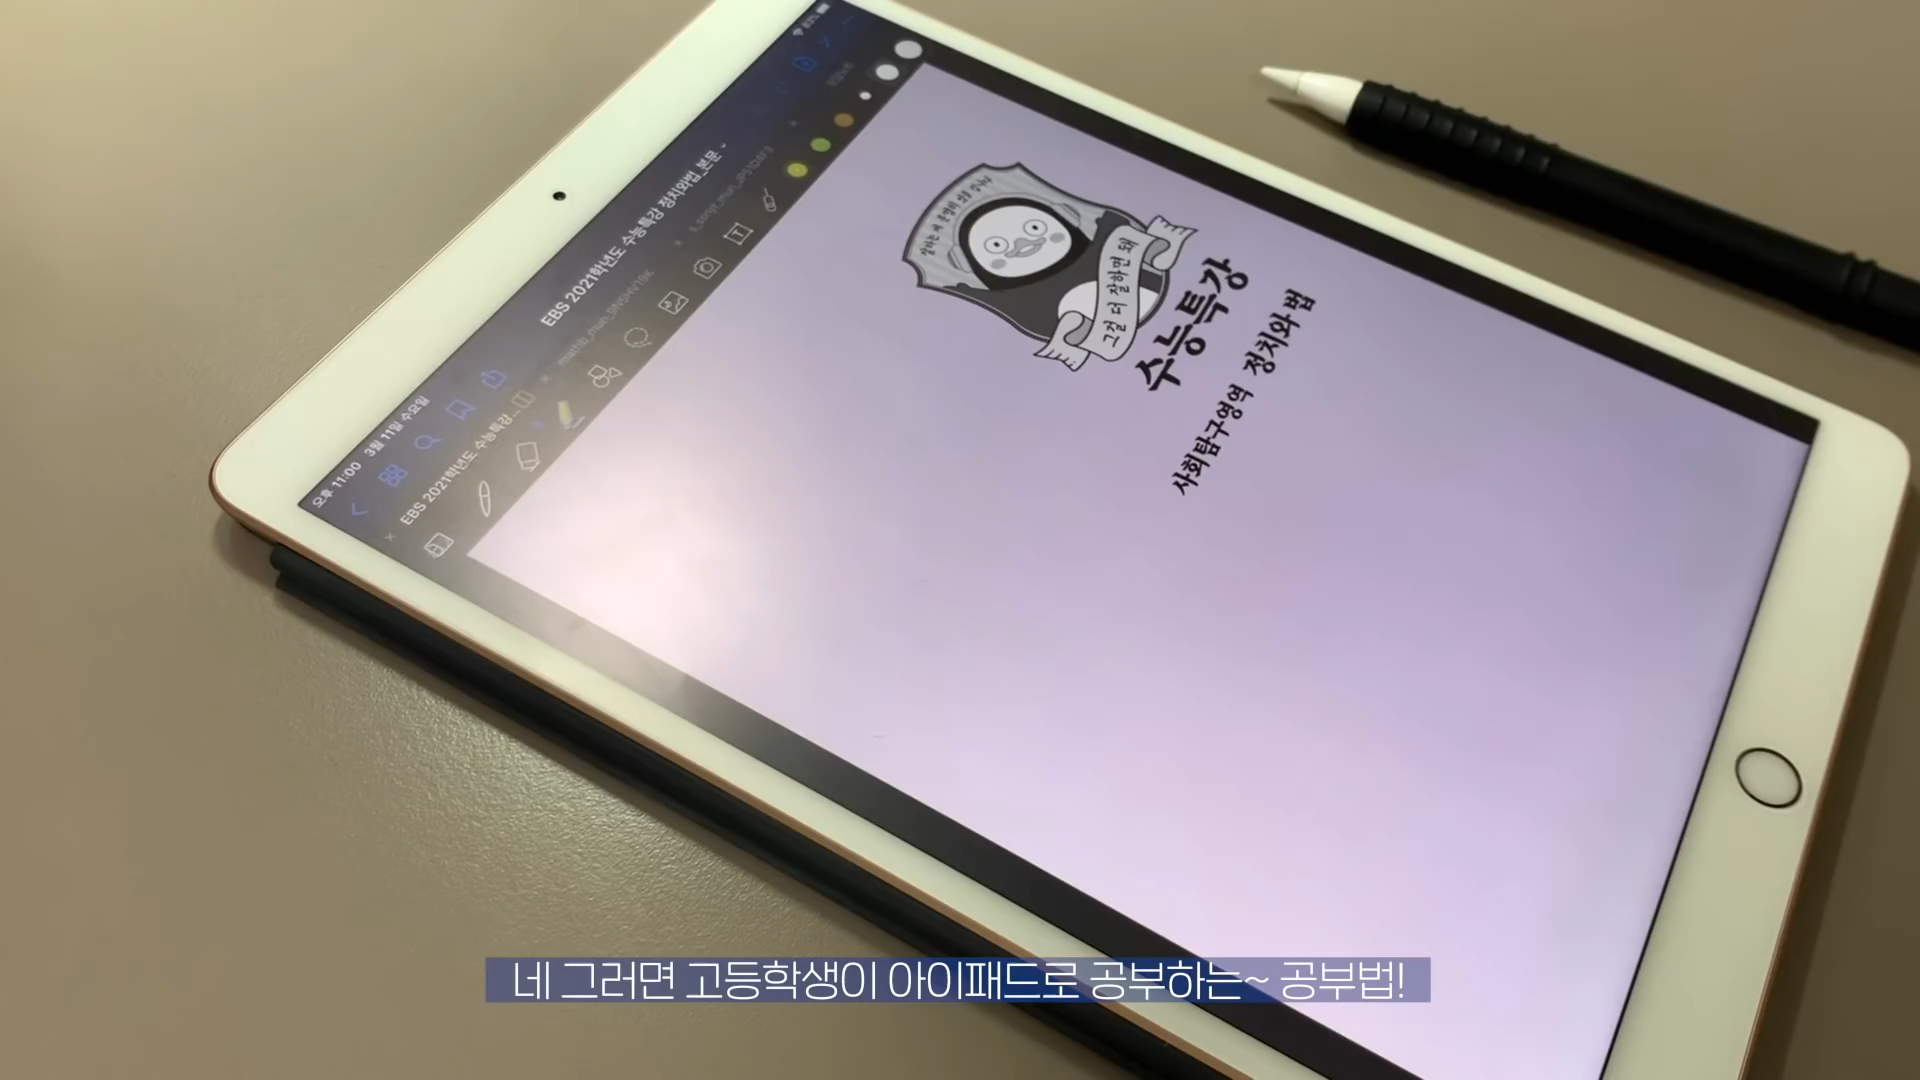 오후 11:00 3월 11일 수요일
83%
EBS 2021학년도 수능특강 정치와법_본문
EBS 2021학년도 수능특강...
그걸 더 잘하면 돼
수능특강
사회탐구영역 정치와법
네 그러면 고등학생이 아이패드로 공부하는~ 공부법!